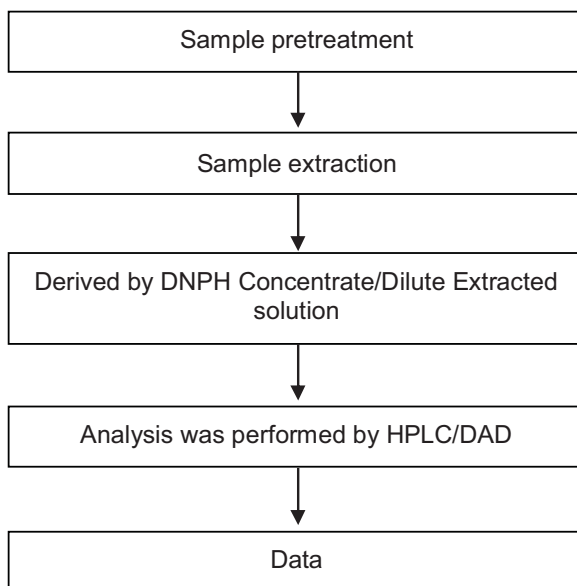 Sample pretreatment
Sample extraction
Derived by DNPH Concentrate/Dilute Extracted
solution
Analysis was performed by HPLC/DAD
Data